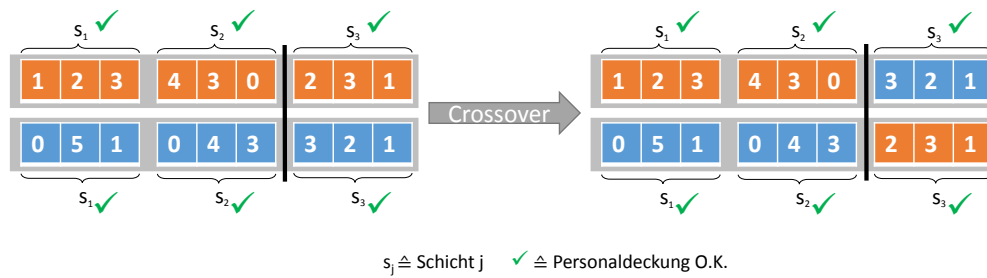 s₁ ✓ s₂ ✓ s₃ ✓ s₁ ✓ s₂ ✓ s₃ ✓
1 2 3 4 3 0 2 3 1 1 2 3 4 3 0 3 2 1
Crossover
0 5 1 0 4 3 3 2 1 0 5 1 0 4 3 2 3 1
s₁ ✓ s₂ ✓ s₃ ✓ s₁ ✓ s₂ ✓ s₃ ✓
sⱼ ≙ Schicht j ✓ ≙ Personaldeckung O.K.